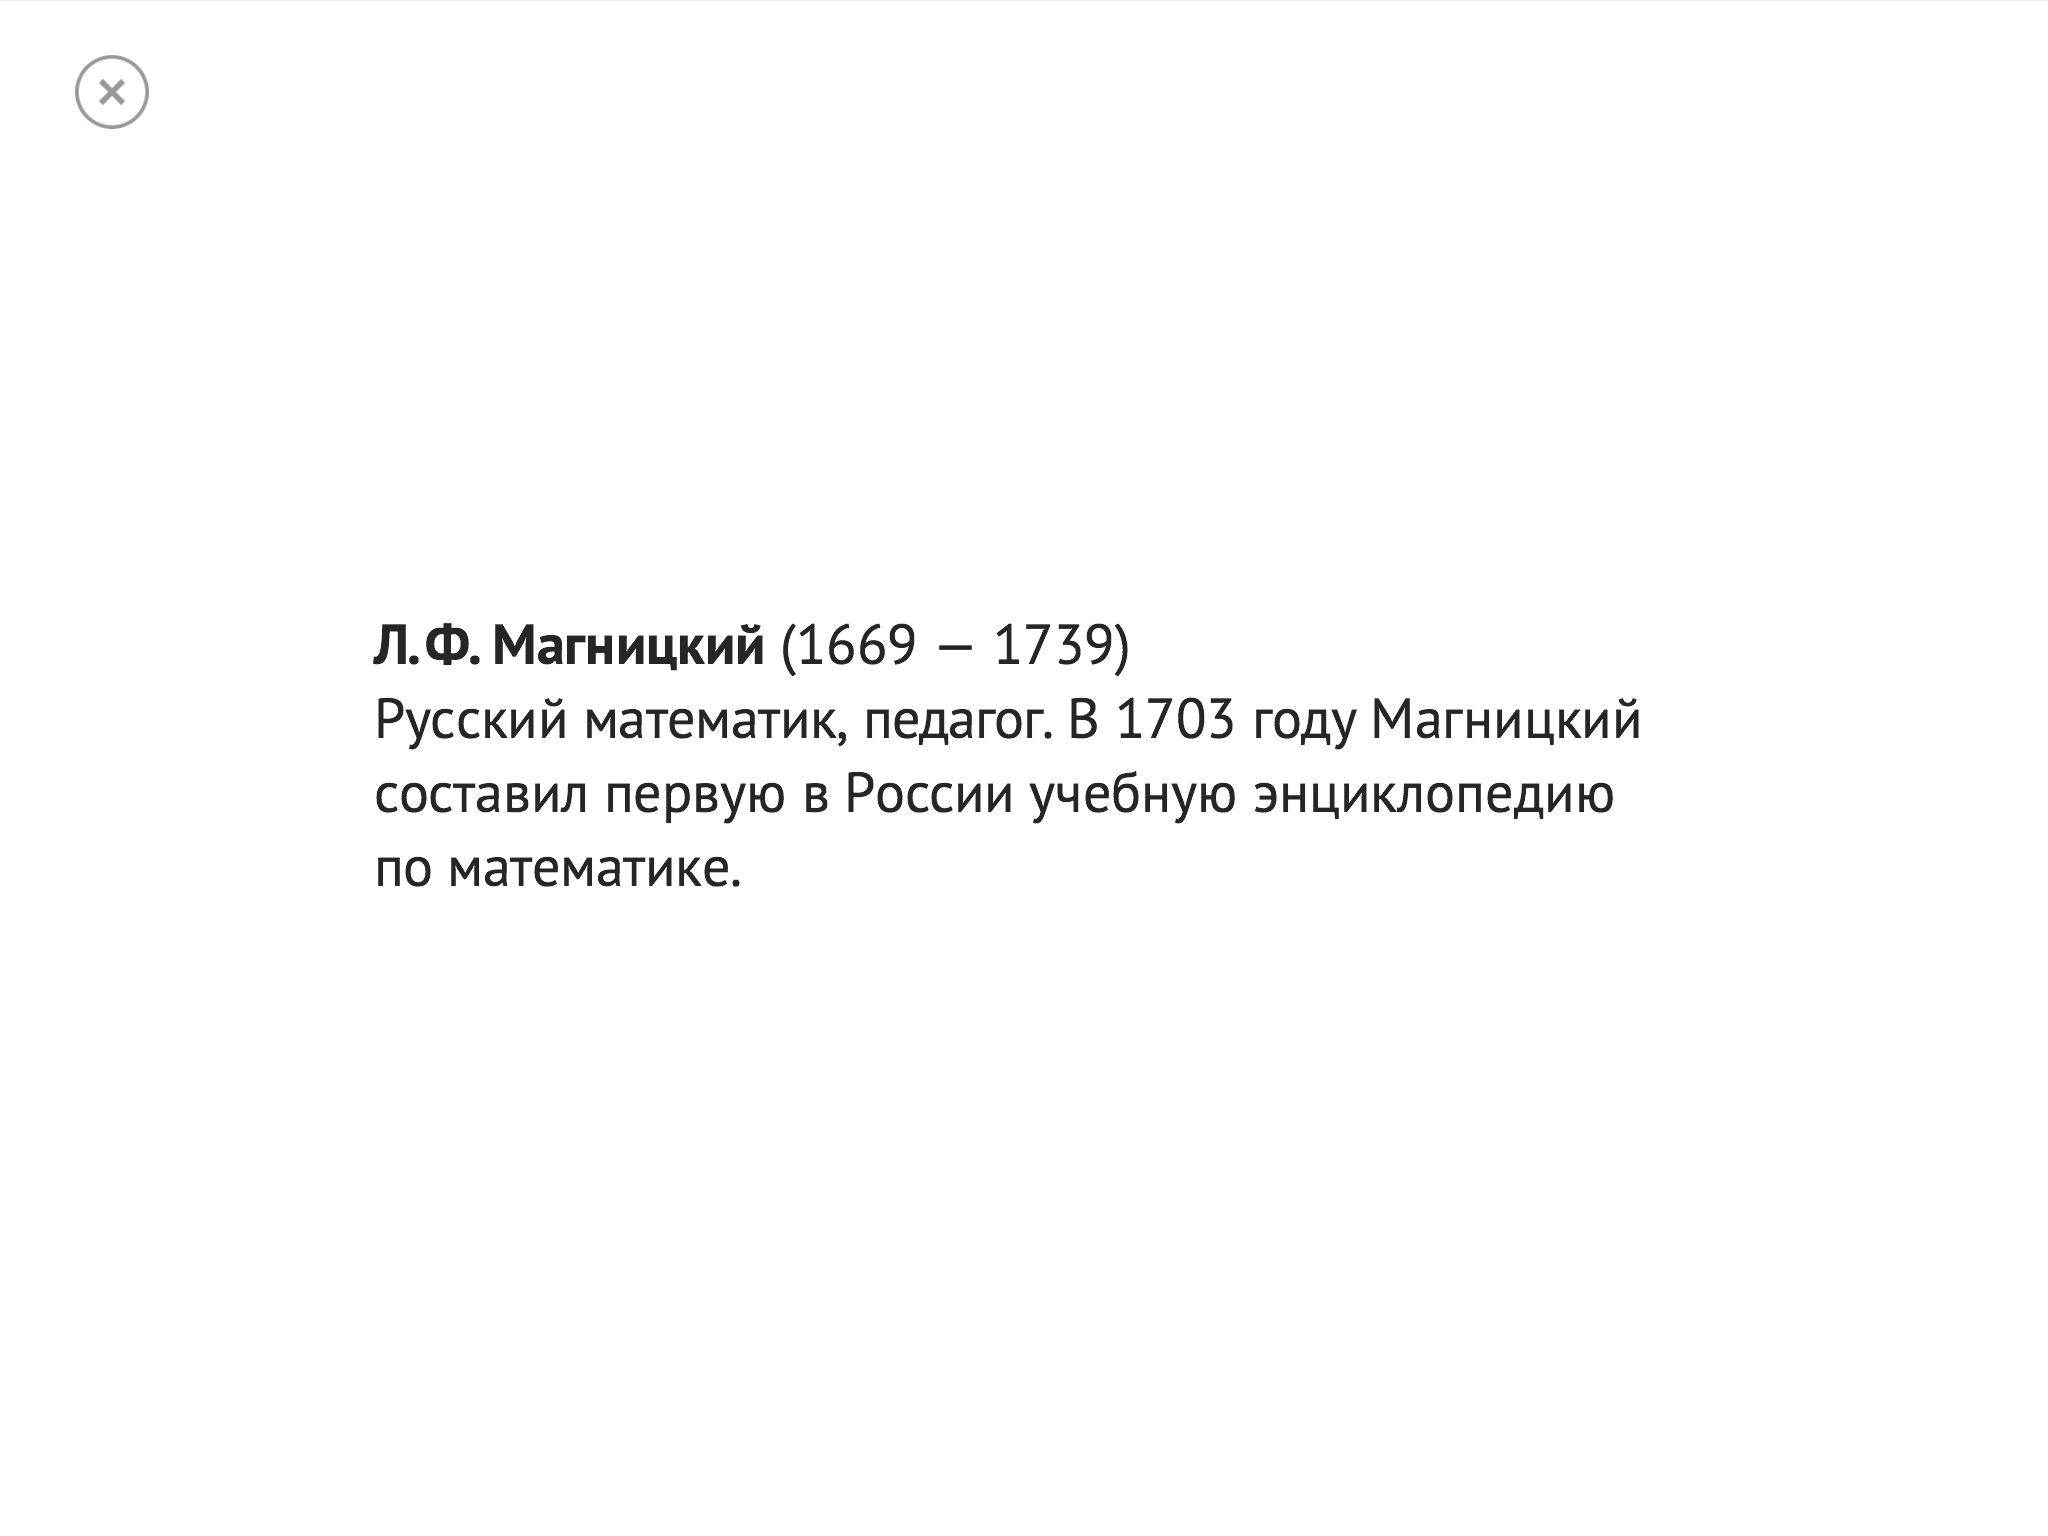 Л. Ф. Магницкий (1669 — 1739)
Русский математик, педагог. В 1703 году Магницкий
составил первую в России учебную энциклопедию
по математике.